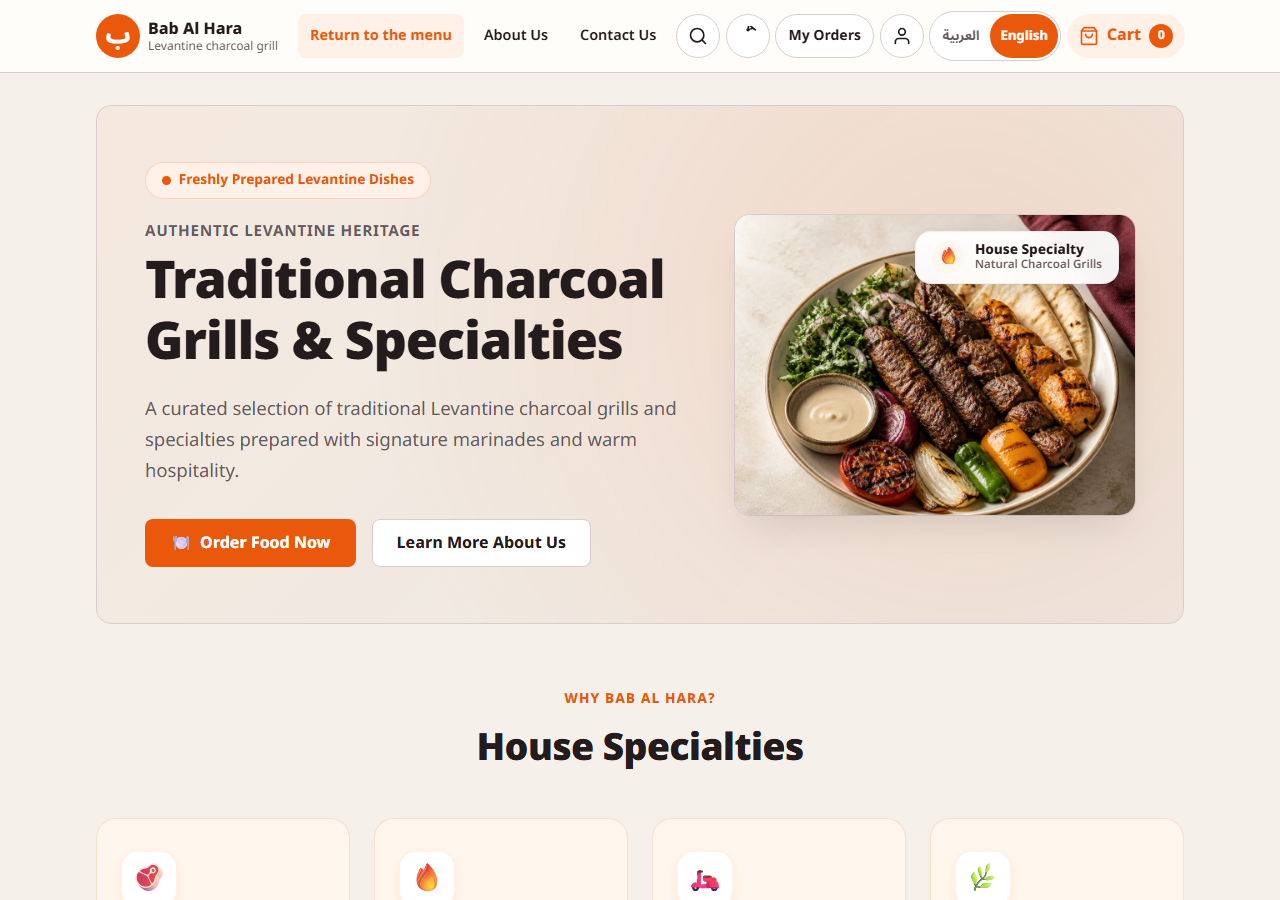 Bab Al Hara
Levantine charcoal grill
Return to the menu
About Us
Contact Us
My Orders
العربية
English
Cart 0
Freshly Prepared Levantine Dishes
AUTHENTIC LEVANTINE HERITAGE
Traditional Charcoal
Grills & Specialties
A curated selection of traditional Levantine charcoal grills and
specialties prepared with signature marinades and warm
hospitality.
Order Food Now
Learn More About Us
House Specialty
Natural Charcoal Grills
WHY BAB AL HARA?
House Specialties